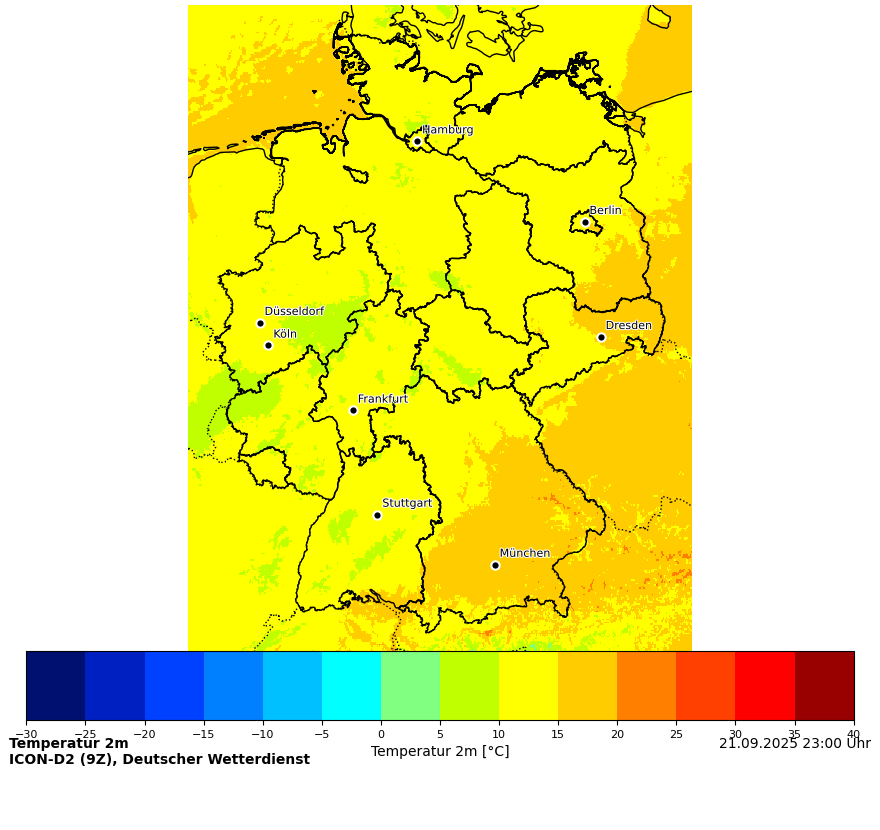 Hamburg
Berlin
Düsseldorf
Köln
Dresden
Frankfurt
Stuttgart
München
−30 −25 −20 −15 −10 −5 0 5 10 15 20 25 30 35 40
Temperatur 2m
Temperatur 2m [°C]
21.09.2025 23:00 Uhr
ICON-D2 (9Z), Deutscher Wetterdienst